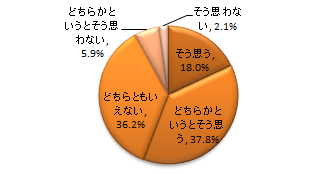 どちらかと
いうとそう思
わない,
5.9%
そう思わな
い, 2.1%
そう思う,
18.0%
どちらともい
えない,
36.2%
どちらかと
いうとそう思
う, 37.8%